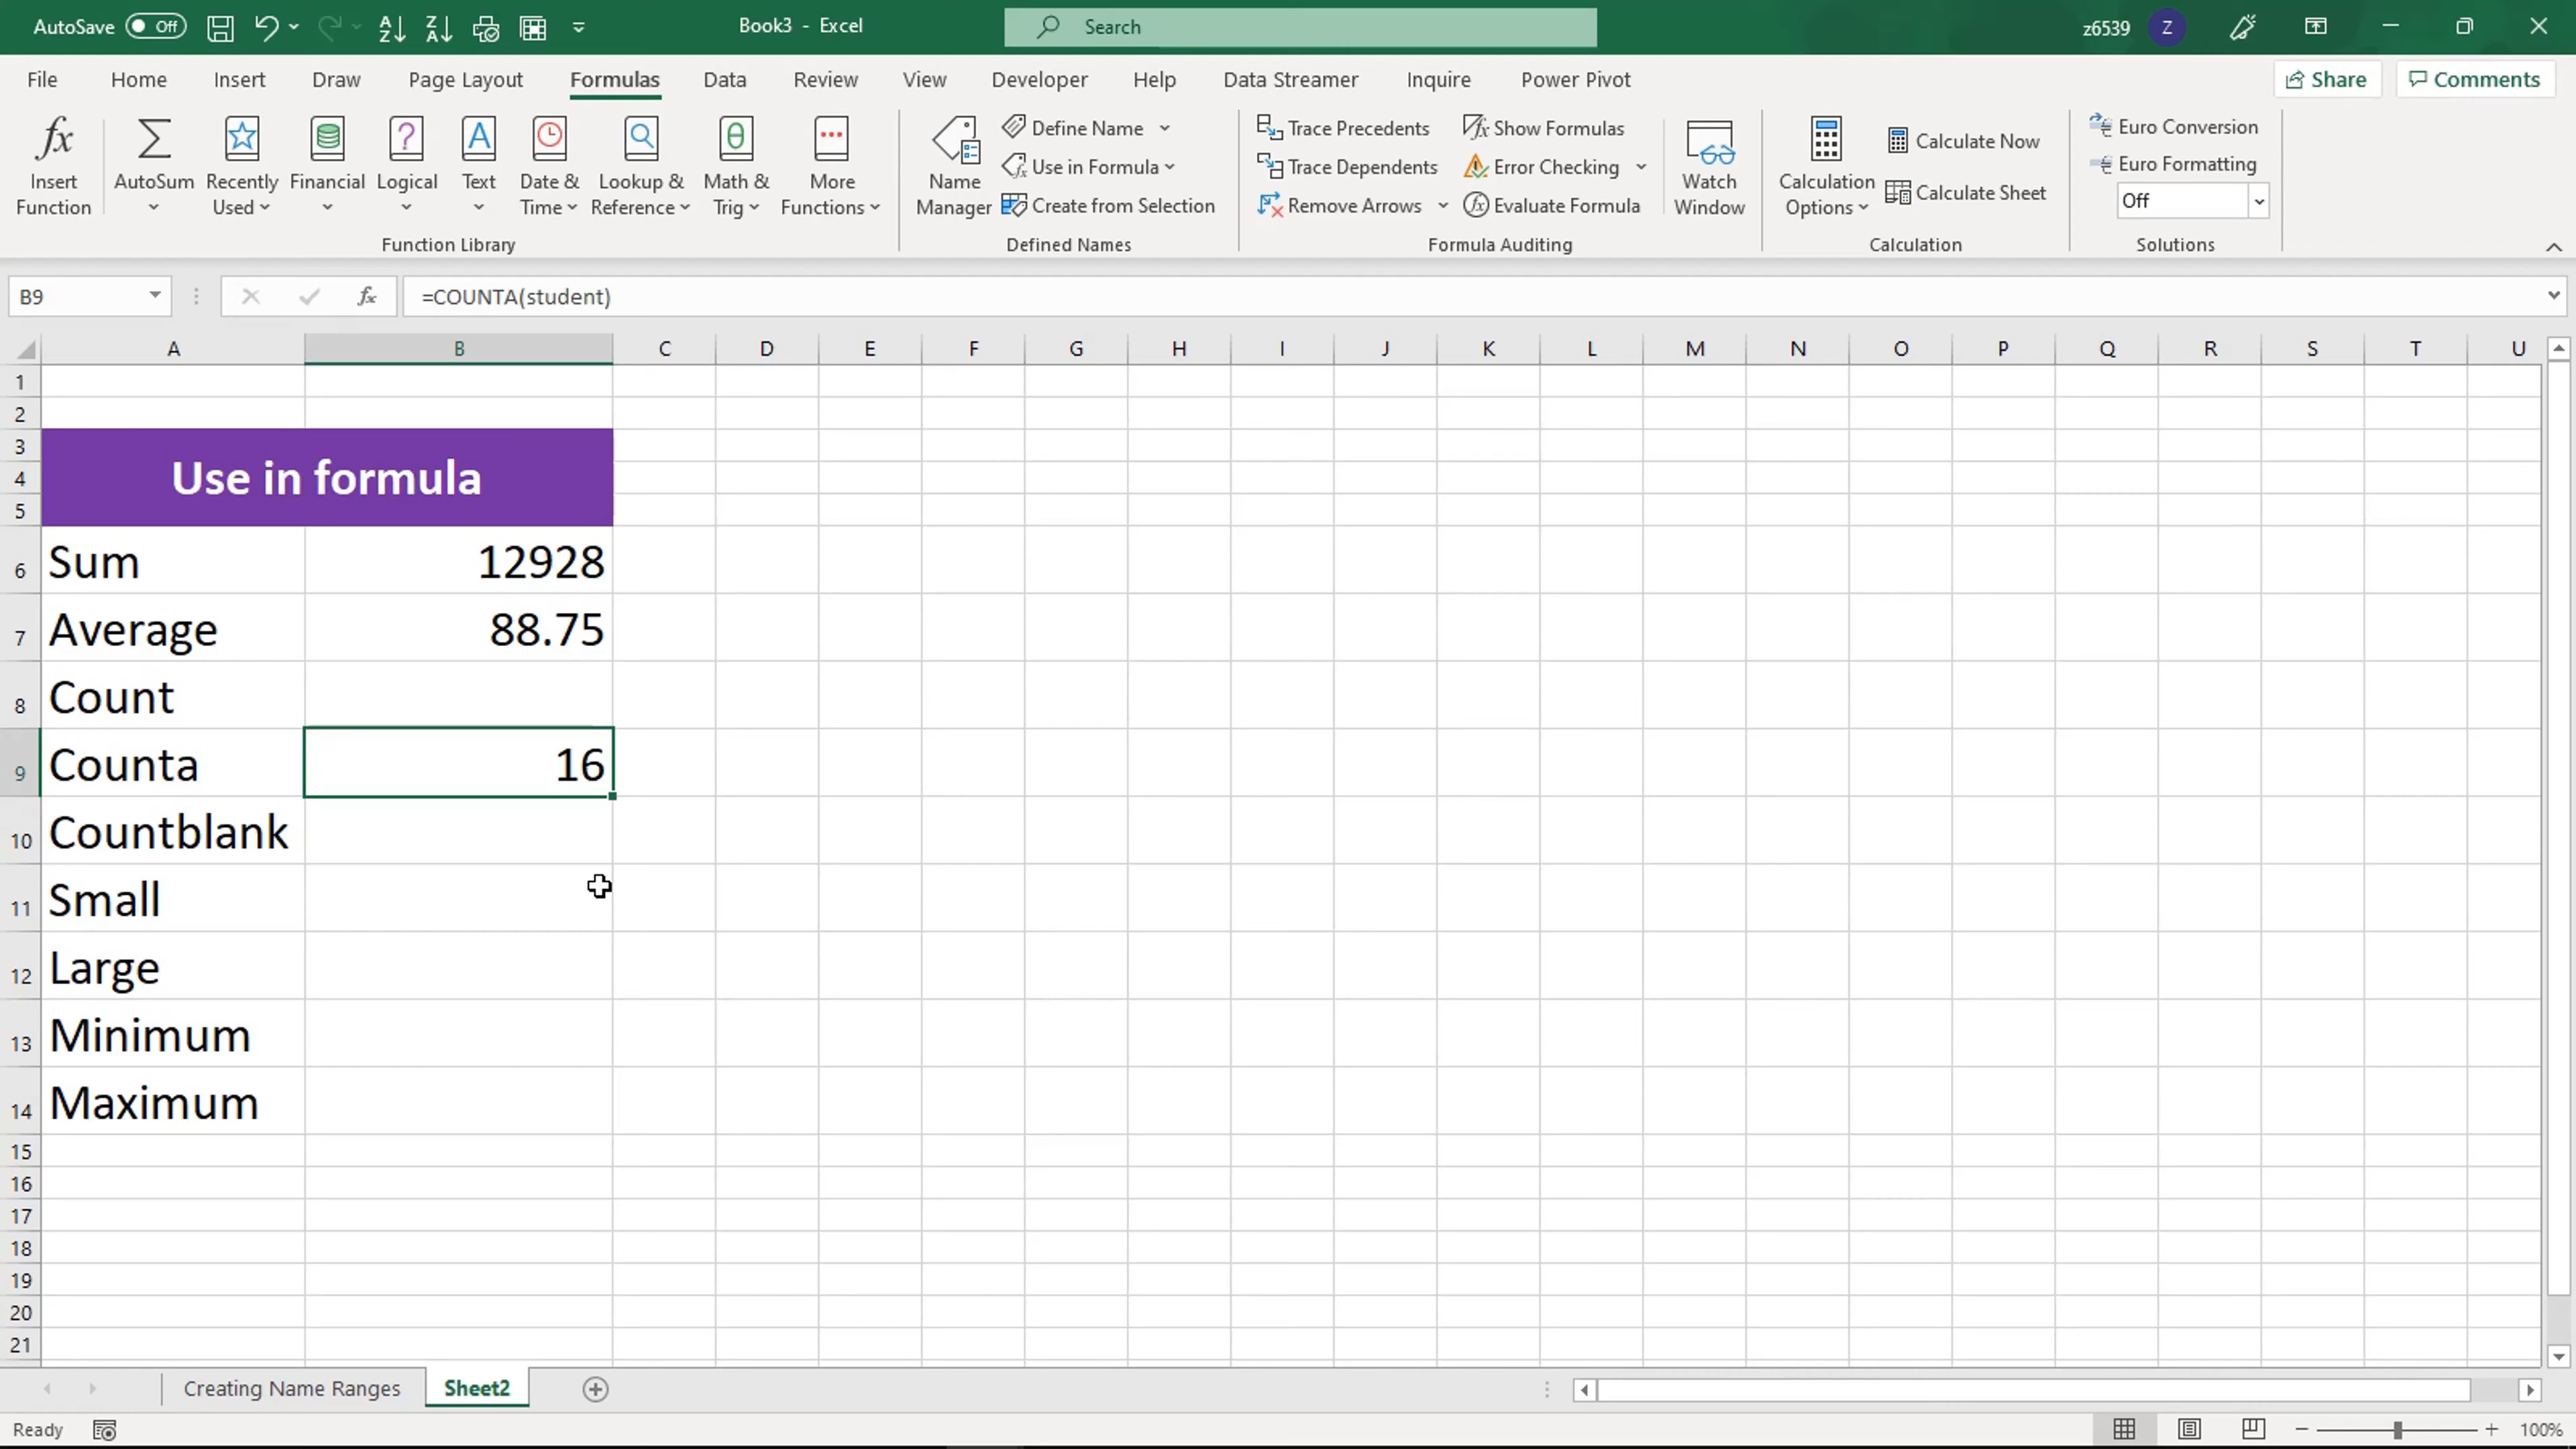 AutoSave Off Book3 - Excel Search z6539 Z
File Home Insert Draw Page Layout Formulas Data Review View Developer Help Data Streamer Inquire Power Pivot Share Comments
Insert Function
AutoSum
Recently Used
Financial
Logical
Text
Date & Time
Lookup & Reference
Math & Trig
More Functions
Function Library
Name Manager
Define Name
Use in Formula
Create from Selection
Defined Names
Trace Precedents
Trace Dependents
Remove Arrows
Show Formulas
Error Checking
Evaluate Formula
Formula Auditing
Watch Window
Calculation Options
Calculate Now
Calculate Sheet
Calculation
Euro Conversion
Euro Formatting
Off
Solutions
B9 fx =COUNTA(student)
A B C D E F G H I J K L M N O P Q R S T U
1
2
3
4
5
Use in formula
6 Sum 12928
7 Average 88.75
8 Count
9 Counta 16
10 Countblank
11 Small
12 Large
13 Minimum
14 Maximum
15
16
17
18
19
20
21
Creating Name Ranges Sheet2
Ready 100%